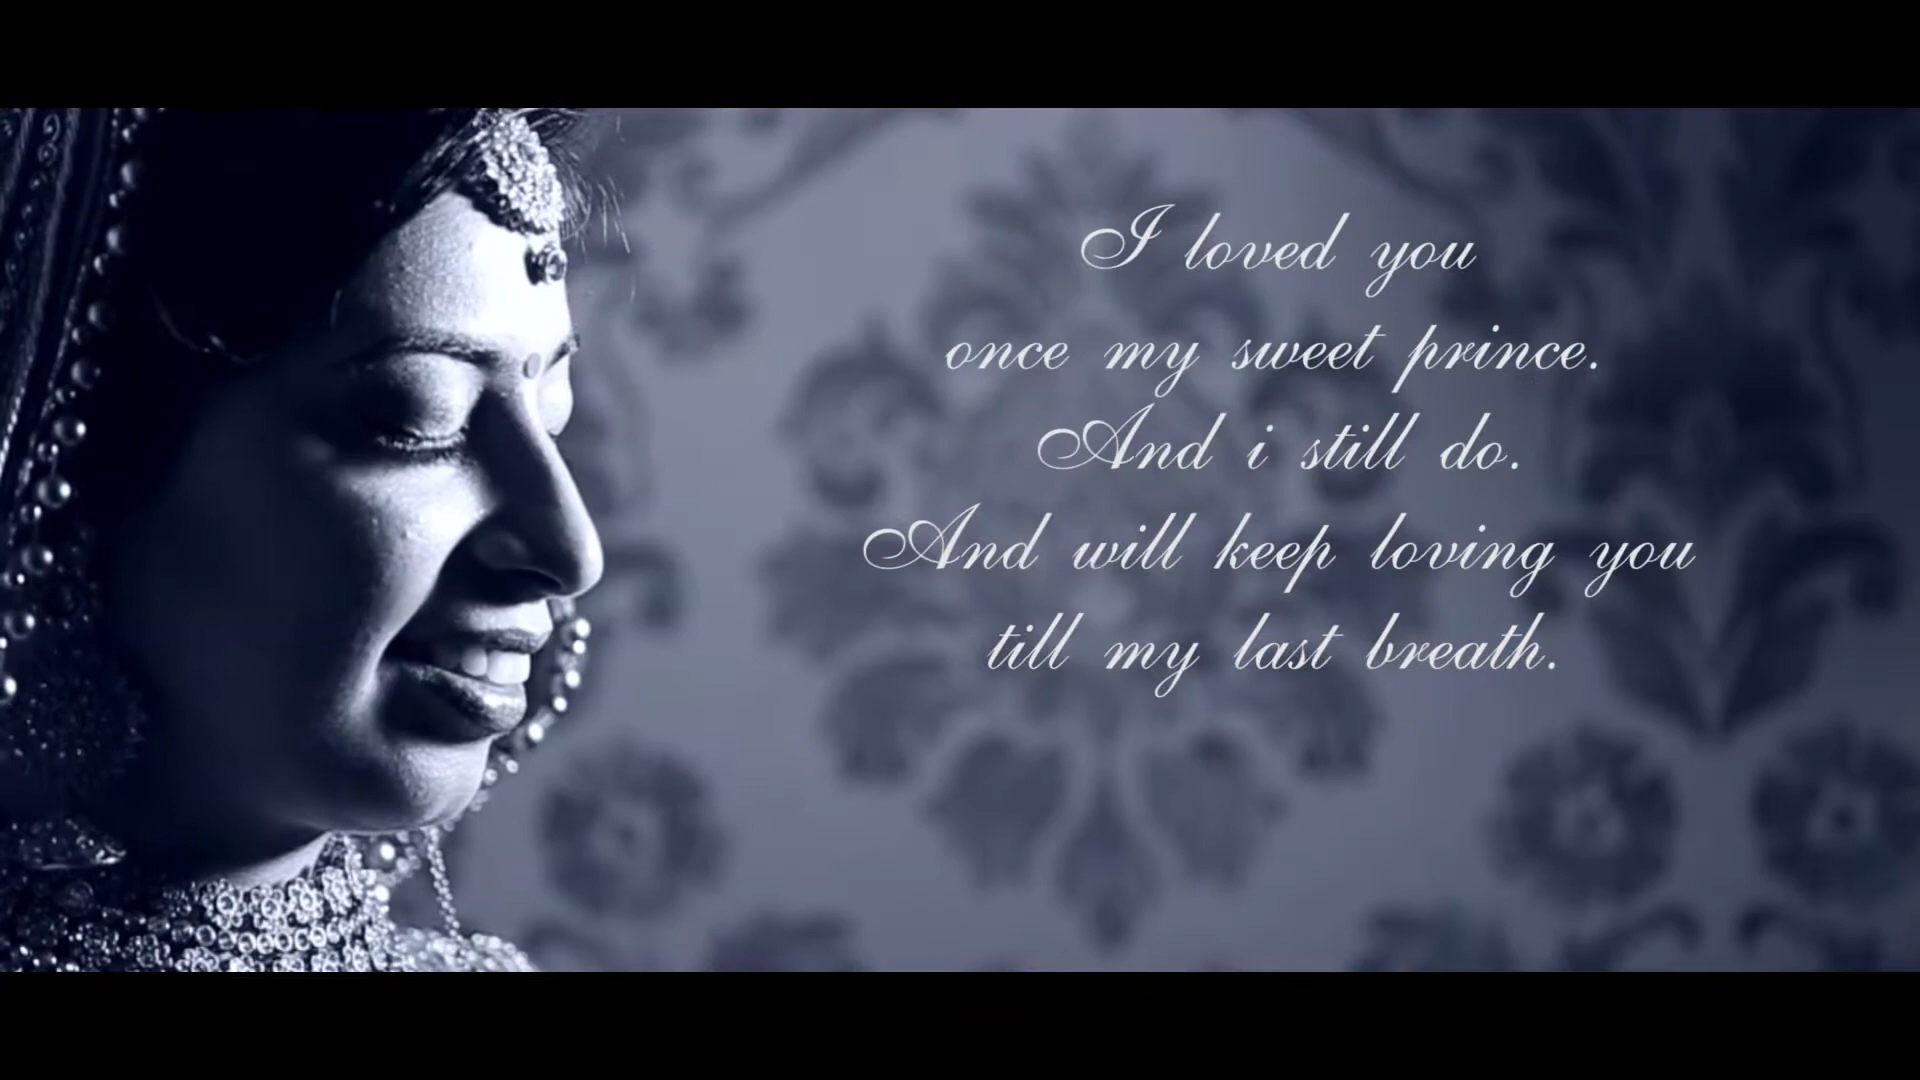 I loved you
once my sweet prince.
And i still do.
And will keep loving you
till my last breath.